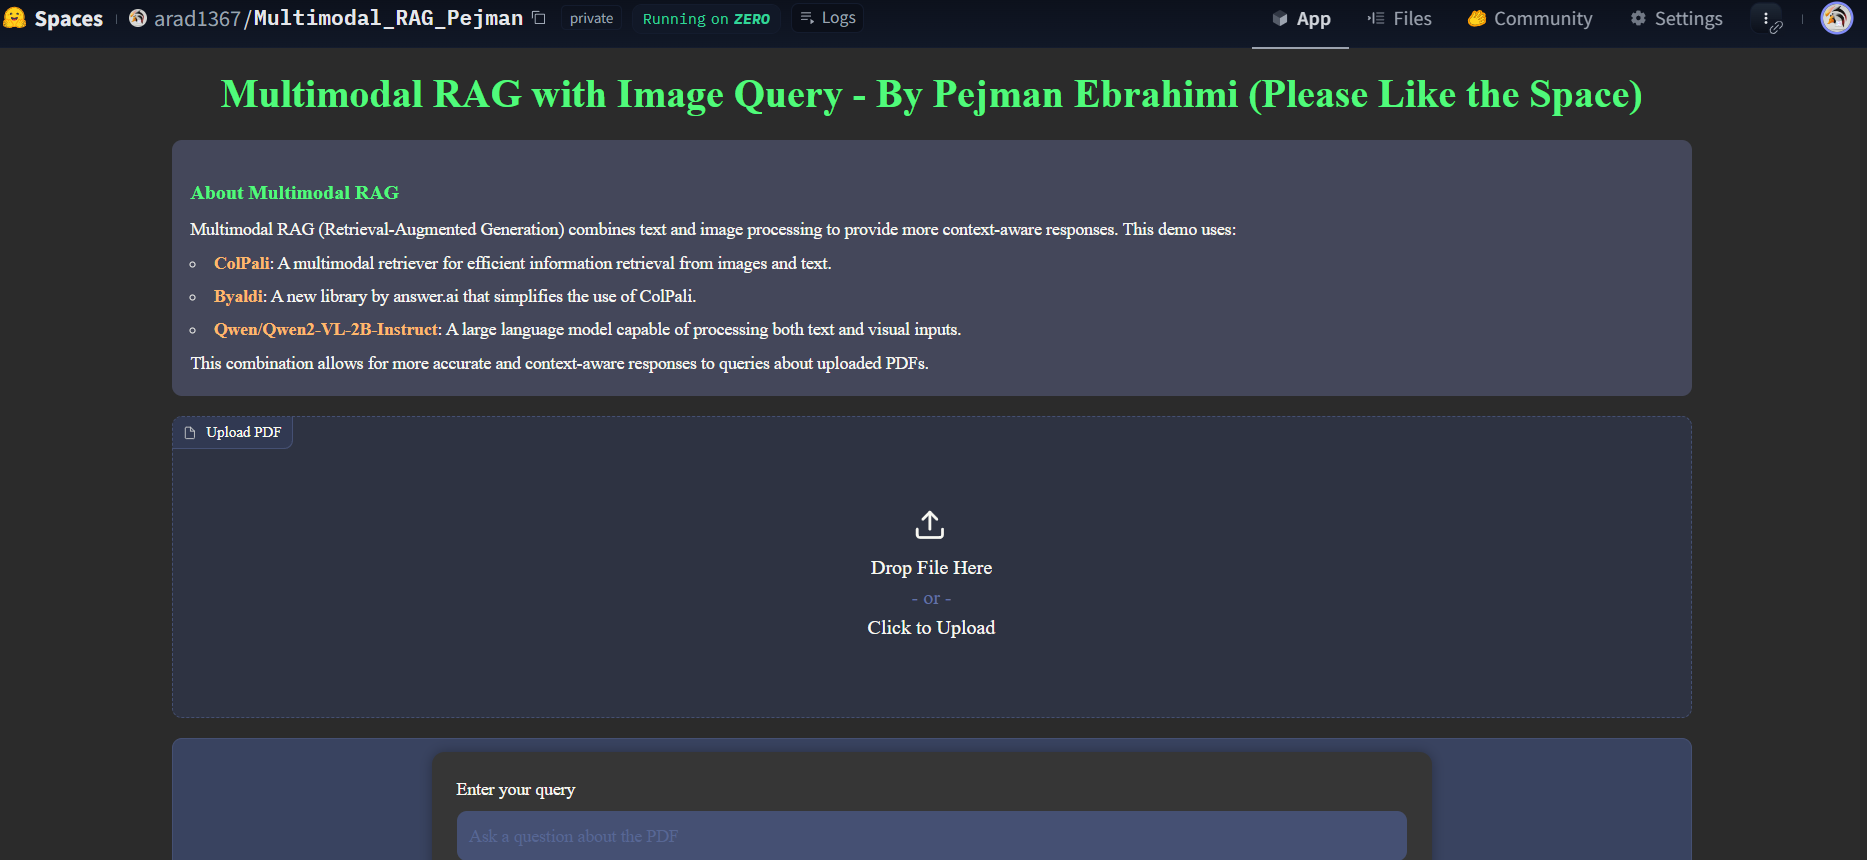 Spaces arad1367/Multimodal_RAG_Pejman private Running on ZERO Logs App Files Community Settings
Multimodal RAG with Image Query - By Pejman Ebrahimi (Please Like the Space)
About Multimodal RAG
Multimodal RAG (Retrieval-Augmented Generation) combines text and image processing to provide more context-aware responses. This demo uses:
ColPali: A multimodal retriever for efficient information retrieval from images and text.
Byaldi: A new library by answer.ai that simplifies the use of ColPali.
Qwen/Qwen2-VL-2B-Instruct: A large language model capable of processing both text and visual inputs.
This combination allows for more accurate and context-aware responses to queries about uploaded PDFs.
Upload PDF
Drop File Here
- or -
Click to Upload
Enter your query
Ask a question about the PDF